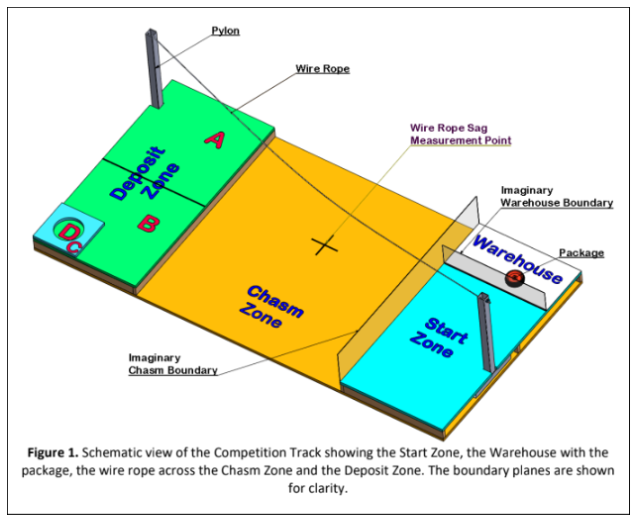 Pylon
Wire Rope
A
Wire Rope Sag
Measurement Point
Deposit
Zone
Imaginary
Warehouse Boundary
B
D
C
Warehouse
Package
Chasm
Zone
Start
Zone
Imaginary
Chasm Boundary
Figure 1. Schematic view of the Competition Track showing the Start Zone, the Warehouse with the
package, the wire rope across the Chasm Zone and the Deposit Zone. The boundary planes are shown
for clarity.